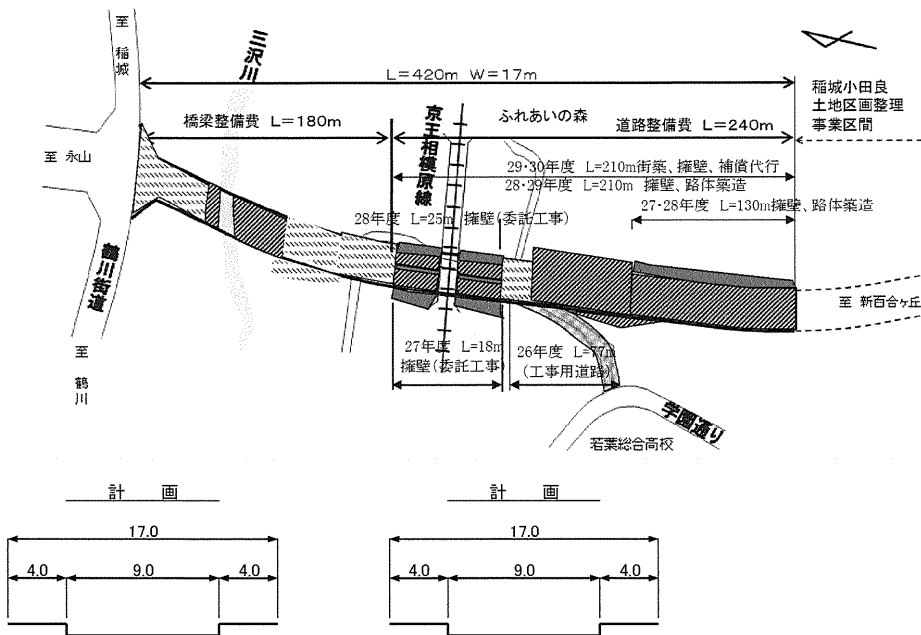 至 稲城
三沢川
L=420m W=17m
稲城小田良
土地区画整理
事業区間
橋梁整備費 L=180m
京王相模原線
ふれあいの森
道路整備費 L=240m
至 永山
29・30年度 L=210m街築、擁壁、補償代行
28・29年度 L=210m 擁壁、路体築造
27・28年度 L=130m擁壁、路体築造
28年度 L=25m 擁壁(委託工事)
鶴川街道
至 新百合ヶ丘
至 鶴川
27年度 L=18m
擁壁(委託工事)
26年度 L=77m
(工事用道路)
学園通り
若葉総合高校
計 画
17.0
4.0 9.0 4.0
計 画
17.0
4.0 9.0 4.0